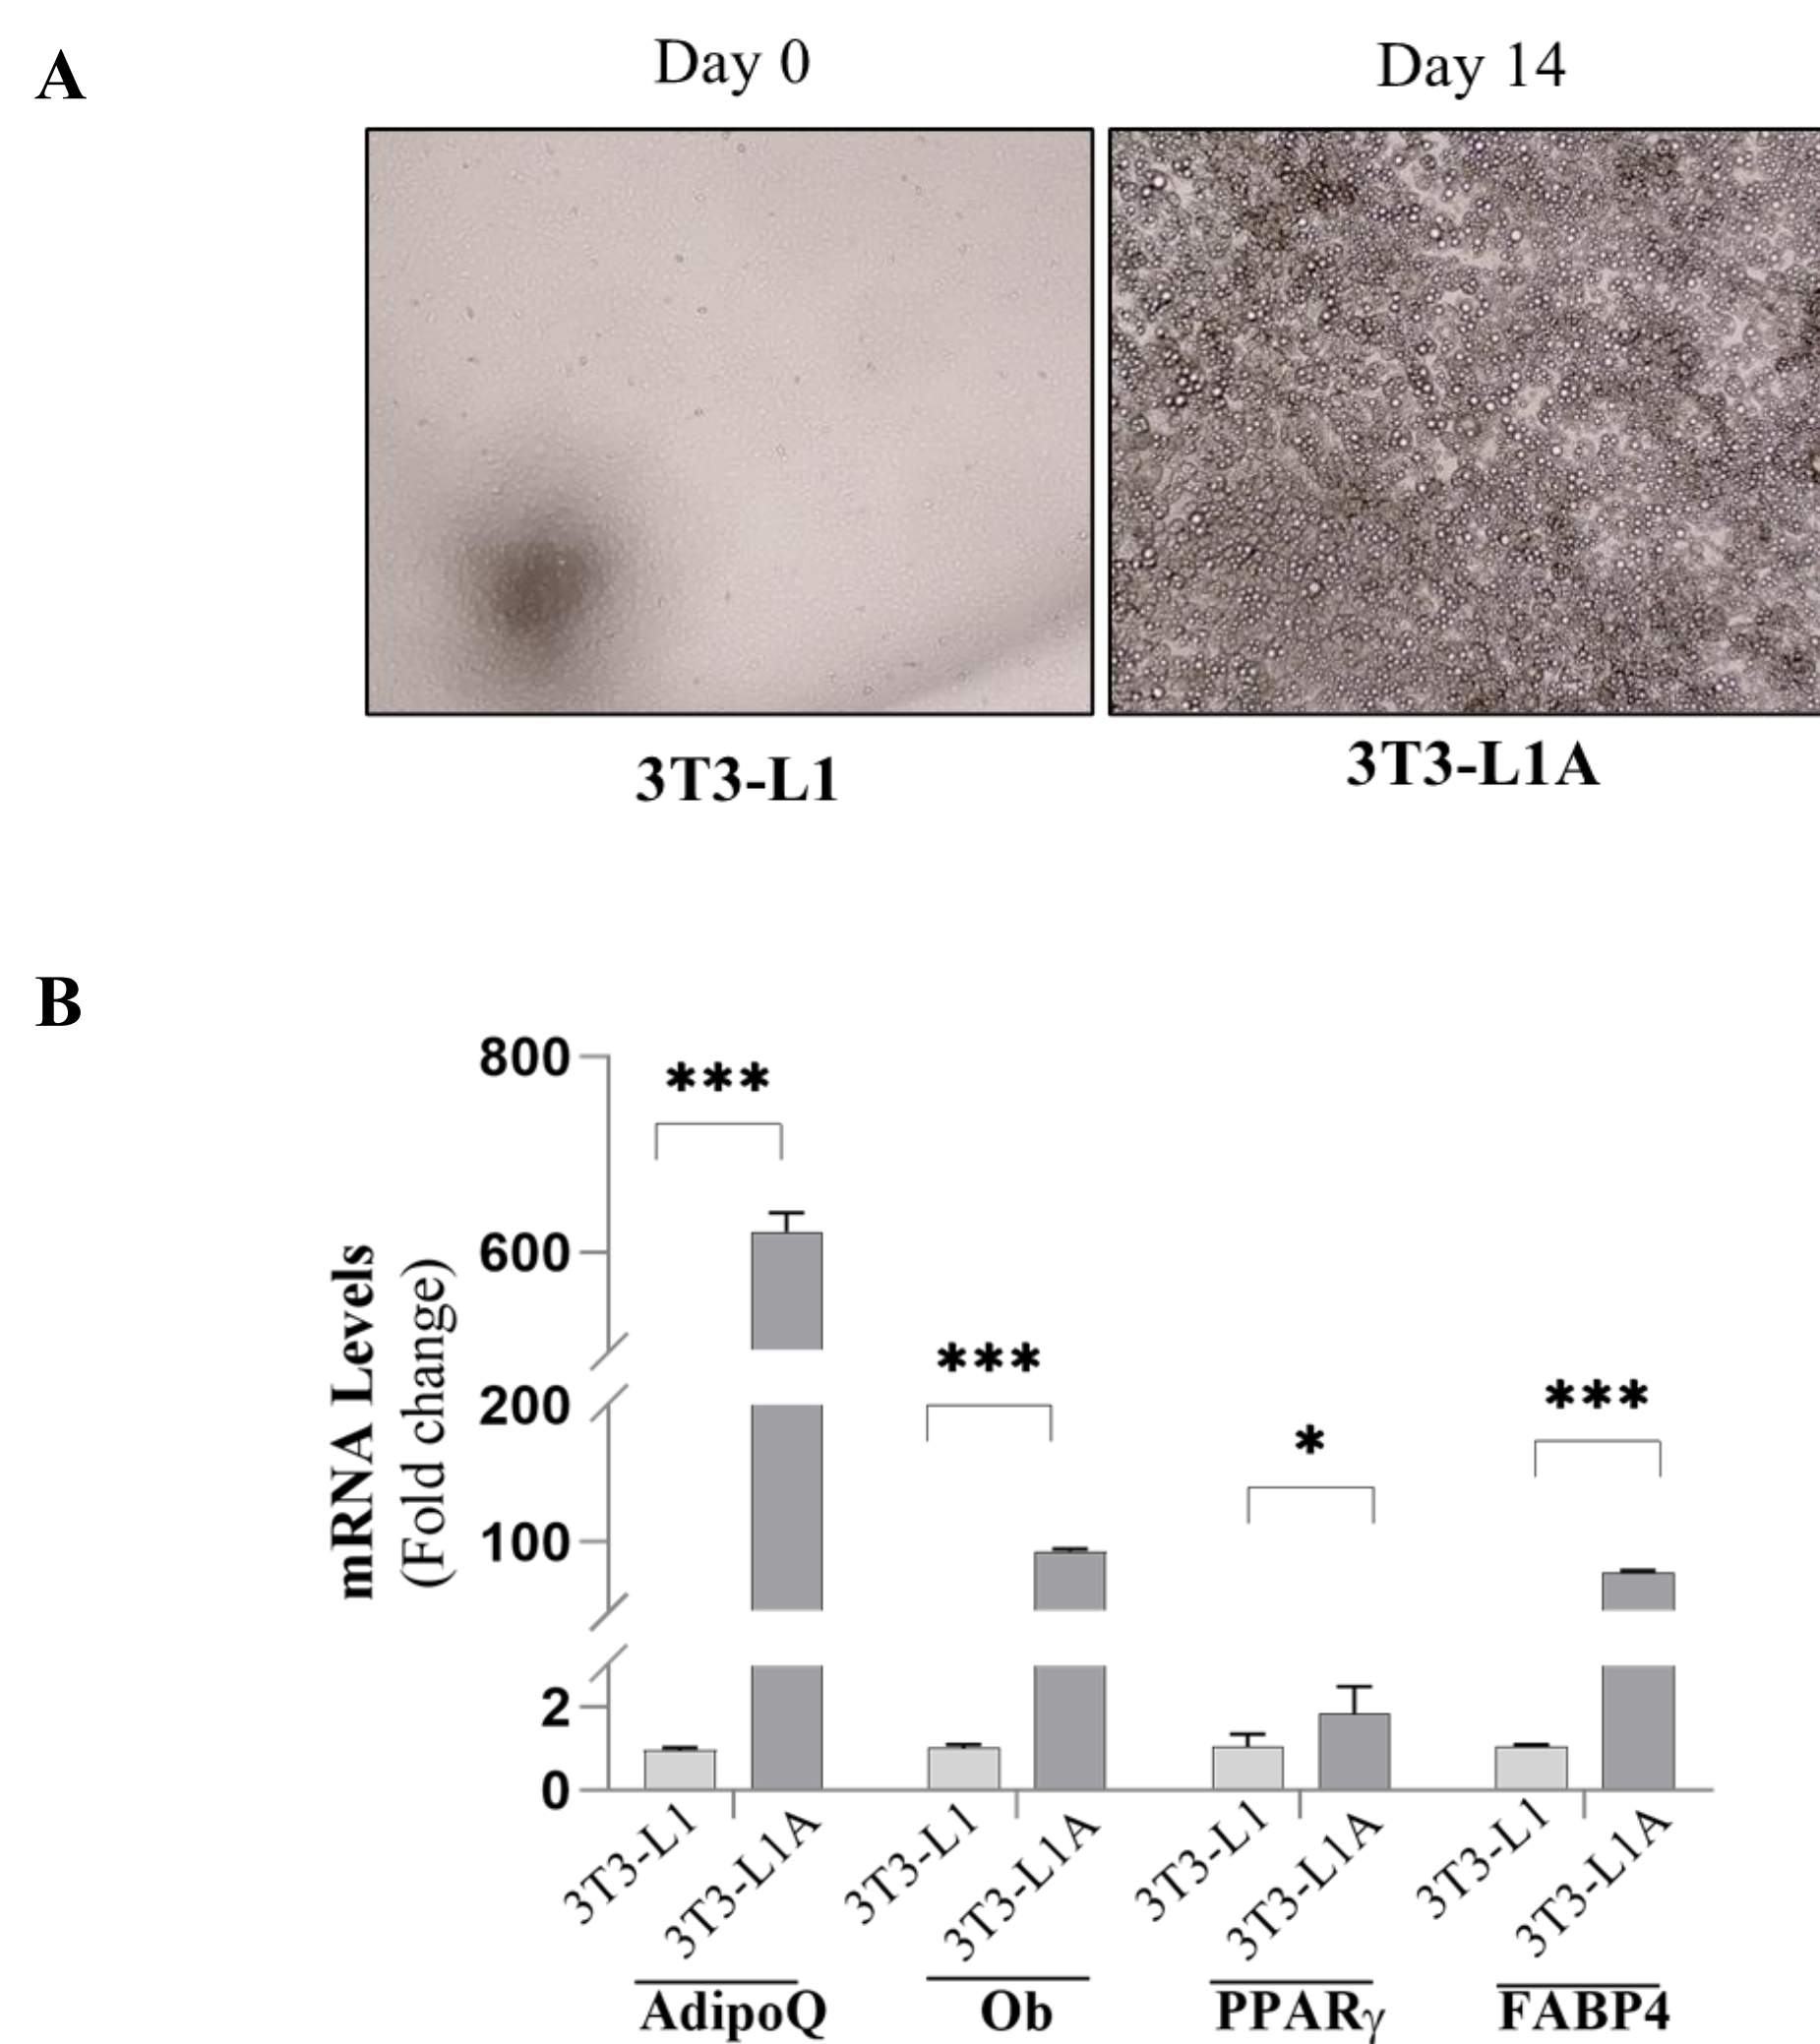 A
Day 0
Day 14
3T3-L1
3T3-L1A
B
mRNA Levels
(Fold change)
800
600
200
100
2
0
***
***
*
***
3T3-L1
3T3-L1A
3T3-L1
3T3-L1A
3T3-L1
3T3-L1A
3T3-L1
3T3-L1A
AdipoQ
Ob
PPARγ
FABP4